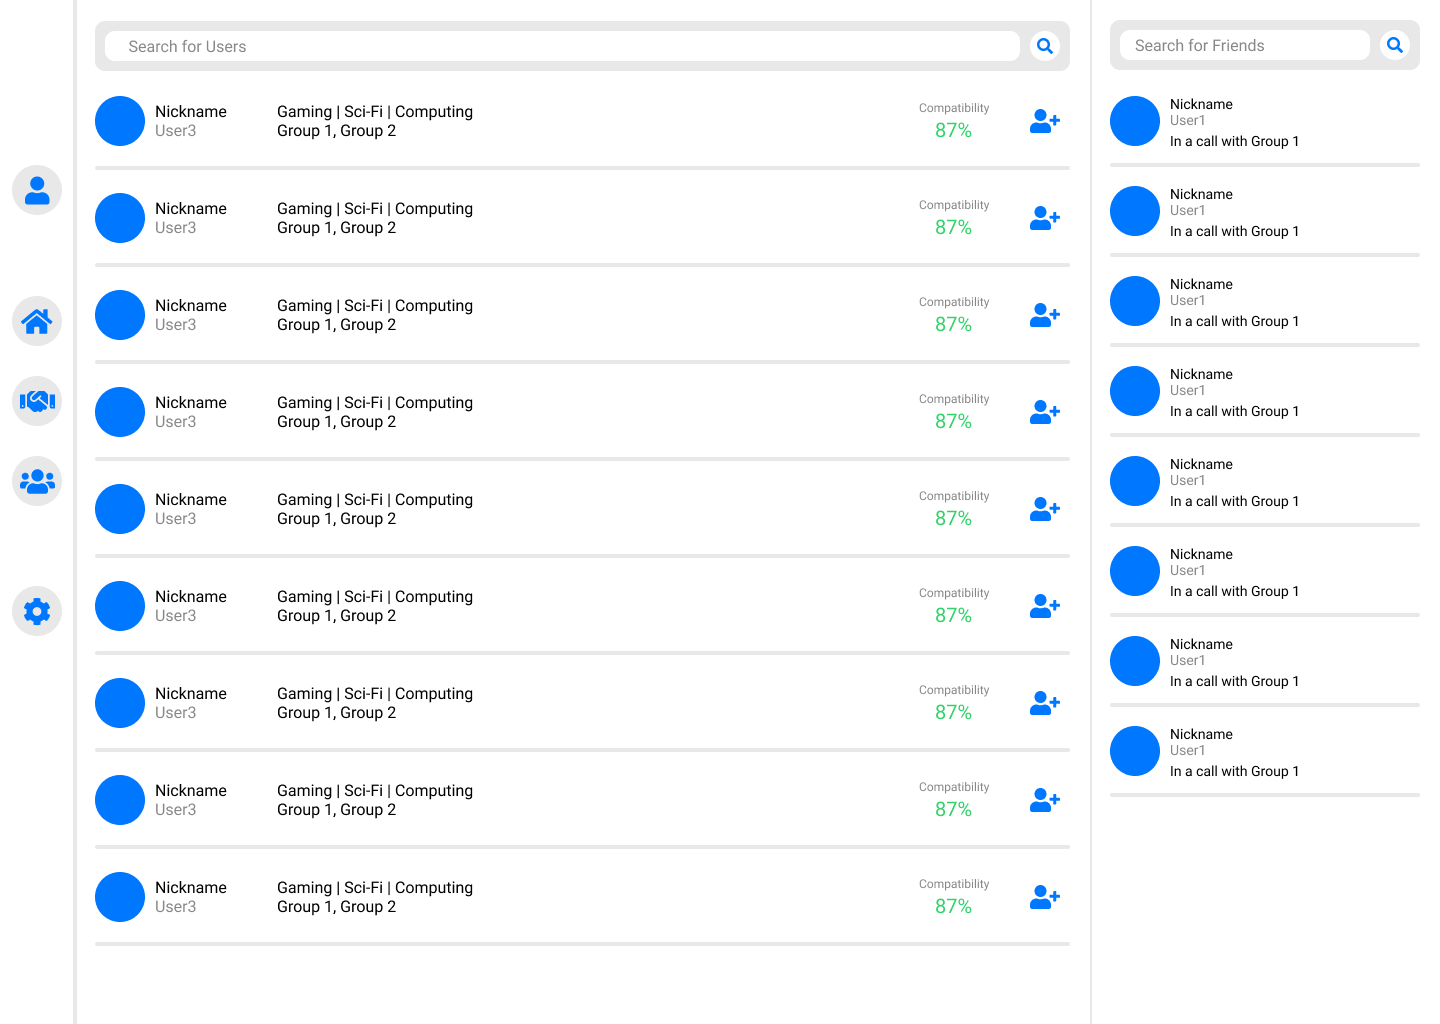 Search for Users
Nickname
User3
Gaming | Sci-Fi | Computing
Group 1, Group 2
Compatibility
87%
Nickname
User3
Gaming | Sci-Fi | Computing
Group 1, Group 2
Compatibility
87%
Nickname
User3
Gaming | Sci-Fi | Computing
Group 1, Group 2
Compatibility
87%
Nickname
User3
Gaming | Sci-Fi | Computing
Group 1, Group 2
Compatibility
87%
Nickname
User3
Gaming | Sci-Fi | Computing
Group 1, Group 2
Compatibility
87%
Nickname
User3
Gaming | Sci-Fi | Computing
Group 1, Group 2
Compatibility
87%
Nickname
User3
Gaming | Sci-Fi | Computing
Group 1, Group 2
Compatibility
87%
Nickname
User3
Gaming | Sci-Fi | Computing
Group 1, Group 2
Compatibility
87%
Nickname
User3
Gaming | Sci-Fi | Computing
Group 1, Group 2
Compatibility
87%
Search for Friends
Nickname
User1
In a call with Group 1
Nickname
User1
In a call with Group 1
Nickname
User1
In a call with Group 1
Nickname
User1
In a call with Group 1
Nickname
User1
In a call with Group 1
Nickname
User1
In a call with Group 1
Nickname
User1
In a call with Group 1
Nickname
User1
In a call with Group 1